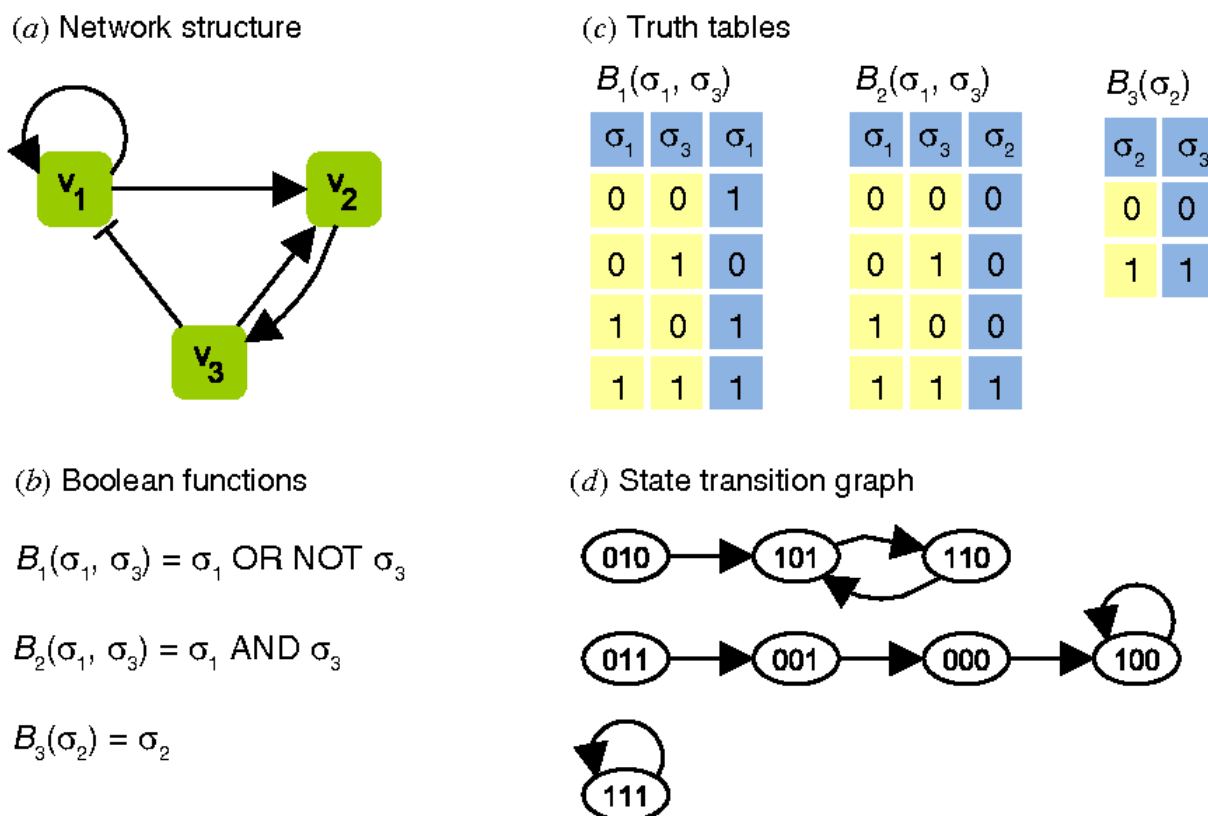 (a) Network structure
v1
v2
v3
(b) Boolean functions
B1(σ1, σ3) = σ1 OR NOT σ3
B2(σ1, σ3) = σ1 AND σ3
B3(σ2) = σ2
(c) Truth tables
B1(σ1, σ3)
σ1 σ3 σ1
0 0 1
0 1 0
1 0 1
1 1 1
B2(σ1, σ3)
σ1 σ3 σ2
0 0 0
0 1 0
1 0 0
1 1 1
B3(σ2)
σ2 σ3
0 0
1 1
(d) State transition graph
010 101 110
011 001 000 100
111